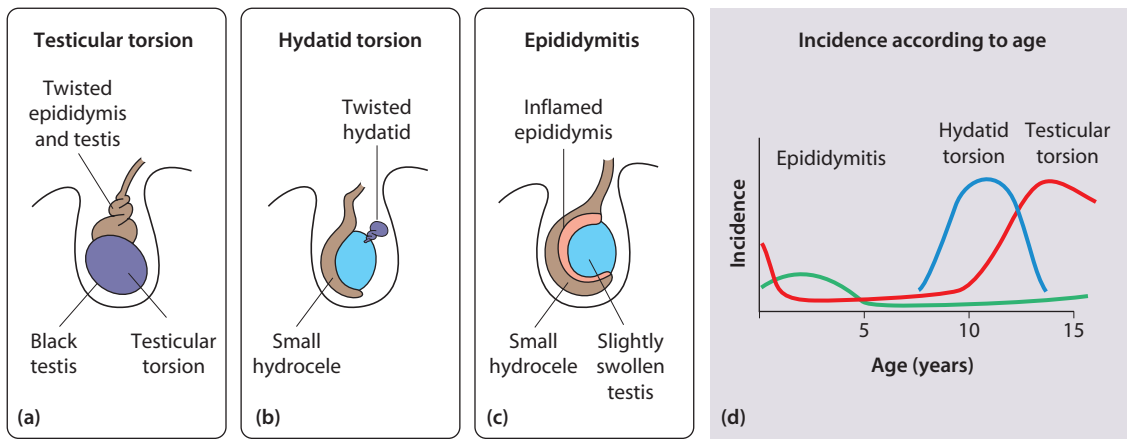 Testicular torsion
Twisted
epididymis
and testis
Black
testis
Testicular
torsion
(a)
Hydatid torsion
Twisted
hydatid
Small
hydrocele
(b)
Epididymitis
Inflamed
epididymis
Small
hydrocele
Slightly
swollen
testis
(c)
Incidence according to age
Epididymitis
Hydatid
torsion
Testicular
torsion
Incidence
5
10
15
Age (years)
(d)